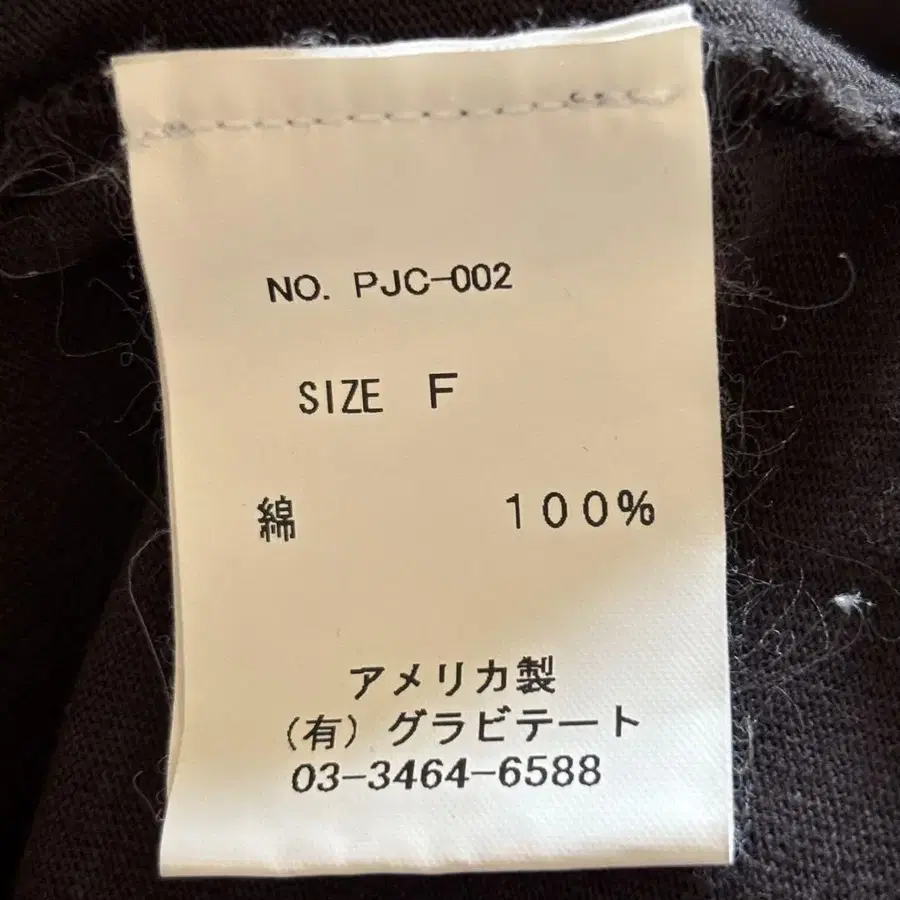 NO. PJC-002
SIZE F
綿 100%
アメリカ製
(有) グラビテート
03-3464-6588